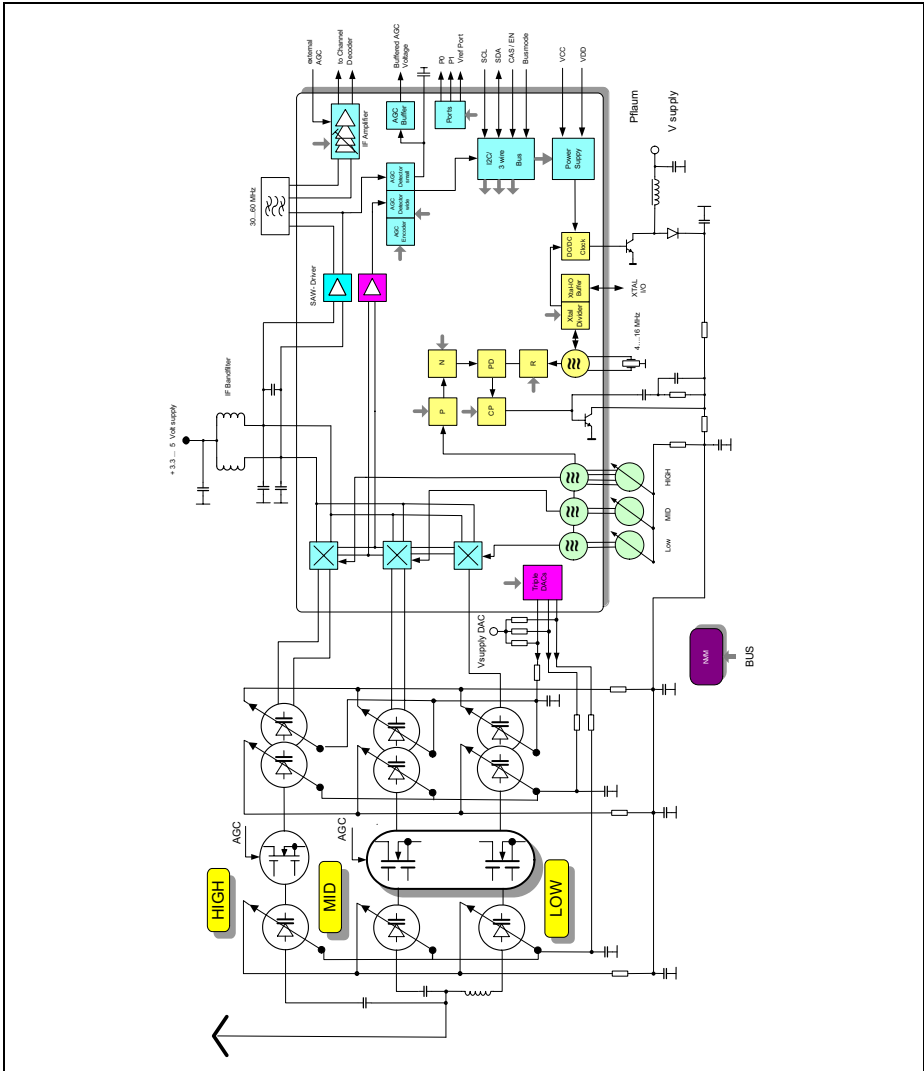 external
AGC
to Channel
Decoder
Buffered AGC
Voltage
P0
P1
Vref Port
SCL
SDA
CAS / EN
Busmode
VCC
VDD
IF Amplifier
AGC
Buffer
Ports
I2C/
3 wire
Bus
Power
Suppy
Pflaum
V supply
30...60 MHz
AGC
Detector
small
AGC
Detector
wide
AGC
Encoder
DC/DC
Clock
SAW- Driver
Xtal-I/O
Buffer
Xtal
Divider
XTAL
I/O
4....16 MHz
IF Bandfilter
+ 3.3 ... 5 Volt supply
N
PD
R
P
CP
HIGH
MID
Low
Triple
DACs
Vsupply DAC
NVM
BUS
AGC
AGC
HIGH
MID
LOW